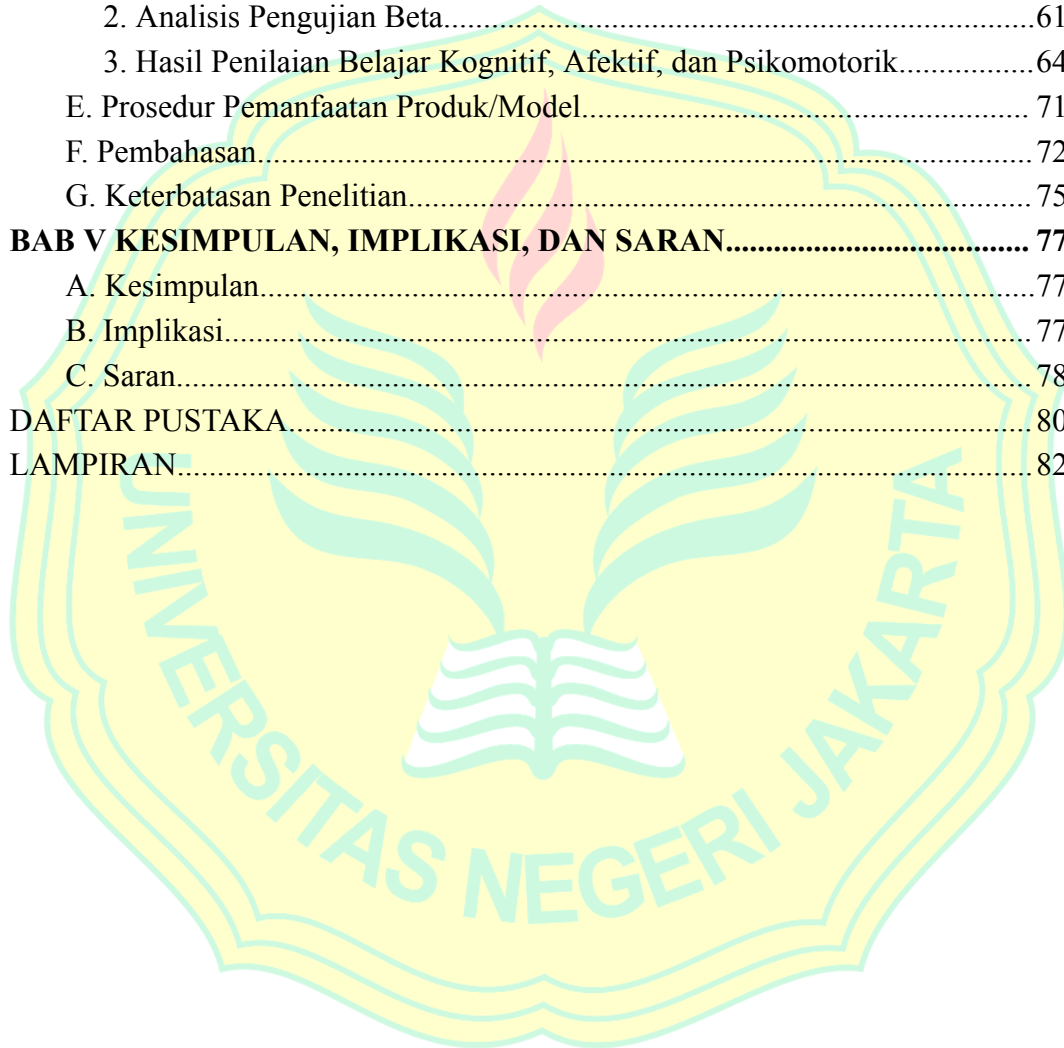 2. Analisis Pengujian Beta....................................................................................61
3. Hasil Penilaian Belajar Kognitif, Afektif, dan Psikomotorik...............64
E. Prosedur Pemanfaatan Produk/Model................................................................ 71
F. Pembahasan........................................................................................................ 72
G. Keterbatasan Penelitian...................................................................................... 75
BAB V KESIMPULAN, IMPLIKASI, DAN SARAN.................................... 77
A. Kesimpulan.........................................................................................................77
B. Implikasi............................................................................................................. 77
C. Saran................................................................................................................... 78
DAFTAR PUSTAKA............................................................................................. 80
LAMPIRAN............................................................................................................82
UNIVERSITAS NEGERI JAKARTA